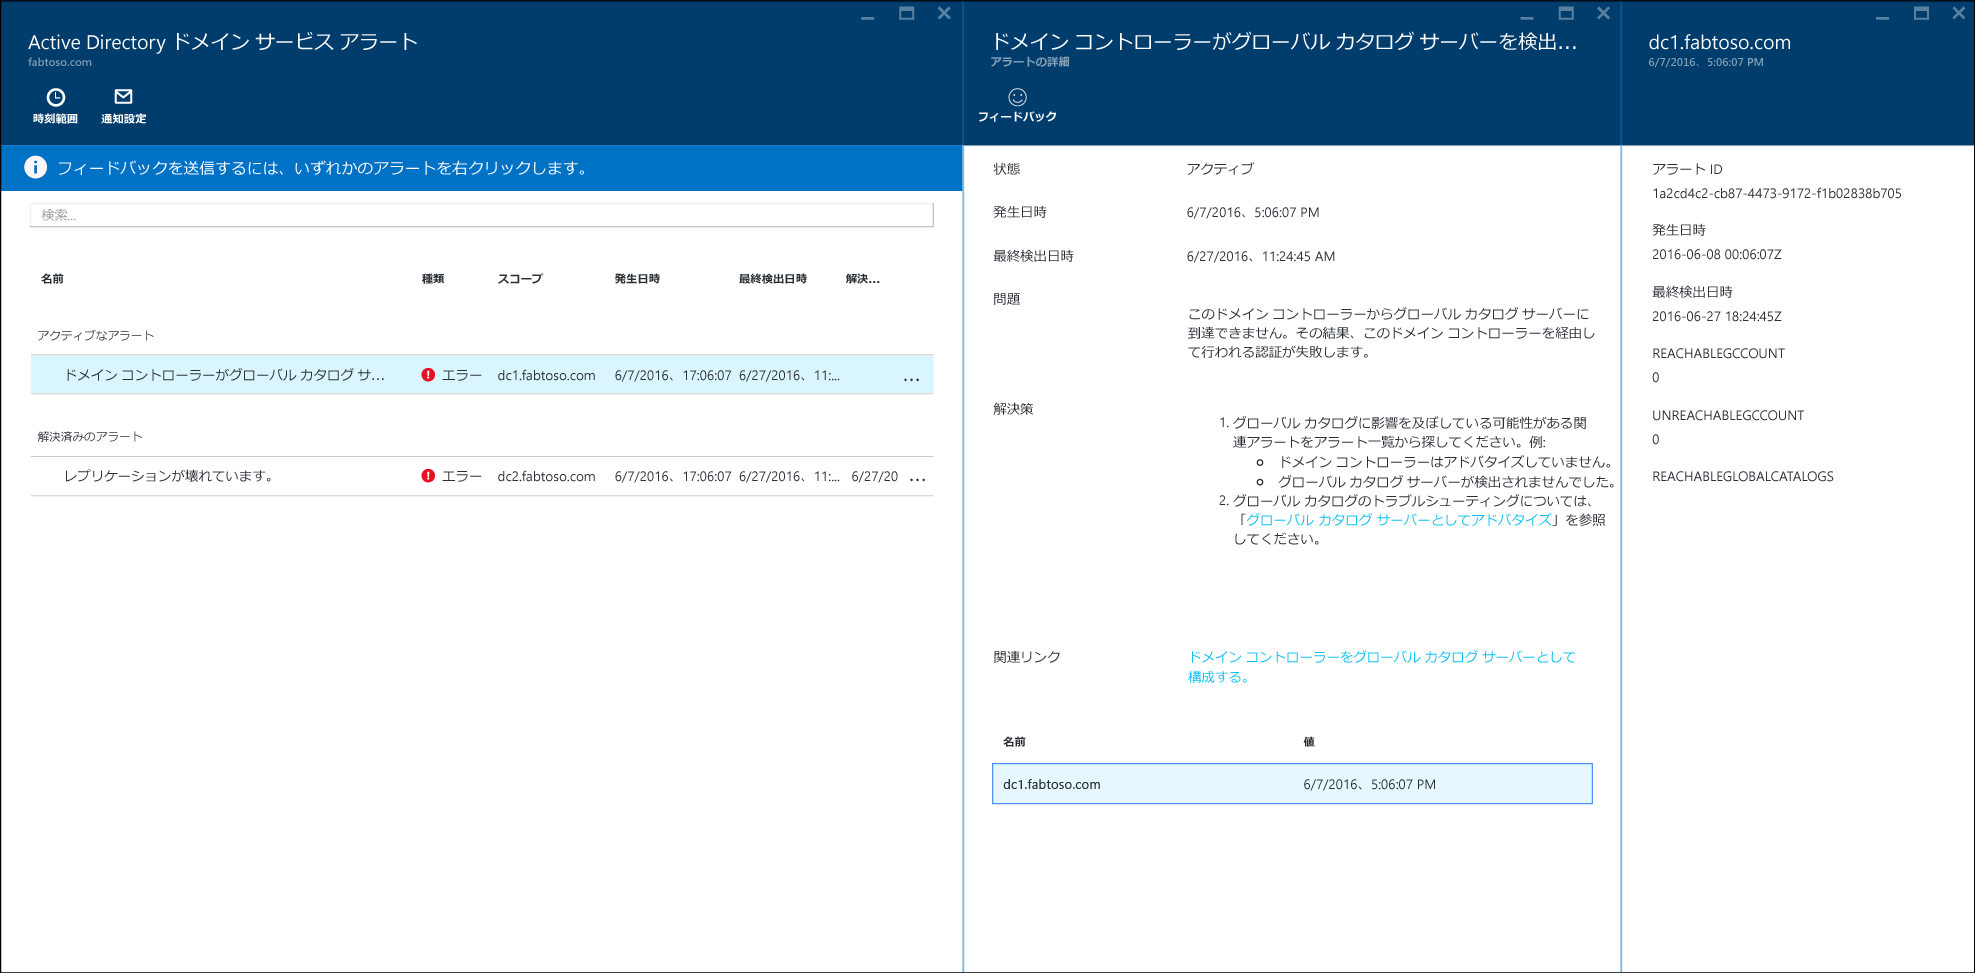 Active Directory ドメイン サービス アラート
fabtoso.com
時刻範囲 通知設定
フィードバックを送信するには、いずれかのアラートを右クリックします。
検索...
名前 種類 スコープ 発生日時 最終検出日時 解決...
アクティブなアラート
ドメイン コントローラーがグローバル カタログ サ... エラー dc1.fabtoso.com 6/7/2016、17:06:07 6/27/2016、11:... ...
解決済みのアラート
レプリケーションが壊れています。 エラー dc2.fabtoso.com 6/7/2016、17:06:07 6/27/2016、11:... 6/27/20 ...
ドメイン コントローラーがグローバル カタログ サーバーを検出...
アラートの詳細
フィードバック
状態 アクティブ
発生日時 6/7/2016、5:06:07 PM
最終検出日時 6/27/2016、11:24:45 AM
問題
このドメイン コントローラーからグローバル カタログ サーバーに
到達できません。その結果、このドメイン コントローラーを経由し
て行われる認証が失敗します。
解決策
1. グローバル カタログに影響を及ぼしている可能性がある関
連アラートをアラート一覧から探してください。例:
ドメイン コントローラーはアドバタイズしていません。
グローバル カタログ サーバーが検出されませんでした。
2. グローバル カタログのトラブルシューティングについては、
「グローバル カタログ サーバーとしてアドバタイズ」を参照
してください。
関連リンク
ドメイン コントローラーをグローバル カタログ サーバーとして
構成する。
名前 値
dc1.fabtoso.com 6/7/2016、5:06:07 PM
dc1.fabtoso.com
6/7/2016、5:06:07 PM
アラート ID
1a2cd4c2-cb87-4473-9172-f1b02838b705
発生日時
2016-06-08 00:06:07Z
最終検出日時
2016-06-27 18:24:45Z
REACHABLEGCCOUNT
0
UNREACHABLEGCCOUNT
0
REACHABLEGLOBALCATALOGS